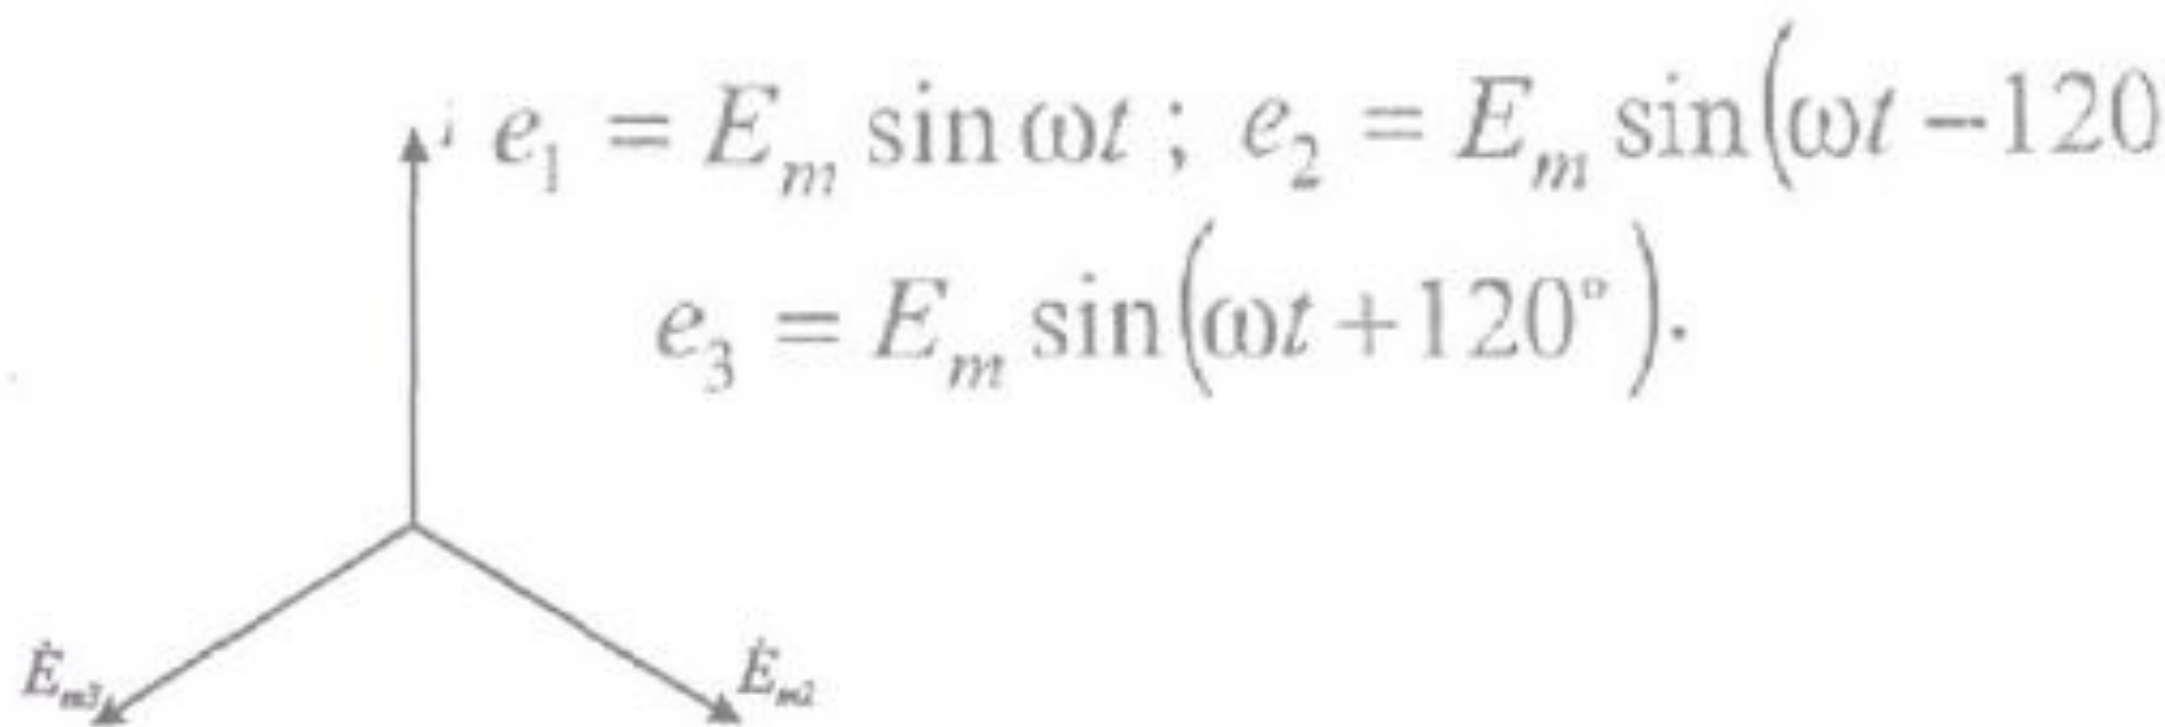 e₁ = Eₘ sin ωt ; e₂ = Eₘ sin(ωt −120
e₃ = Eₘ sin(ωt +120°).
Ėₘ₃ Ėₘ₂